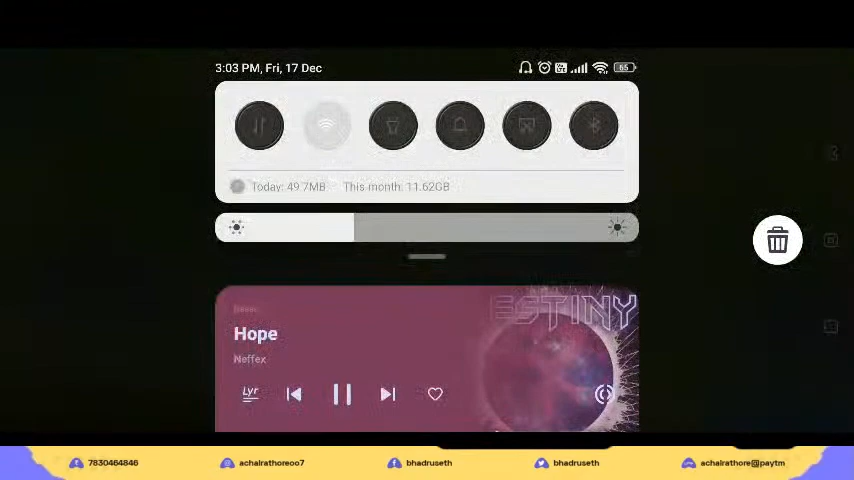 3:03 PM, Fri, 17 Dec
65
Today: 49.7MB This month: 11.62GB
ESTINY
Hope
Neffex
Lyr
7830464846 achalrathoreoo7 bhadruseth bhadruseth achalrathore@paytm